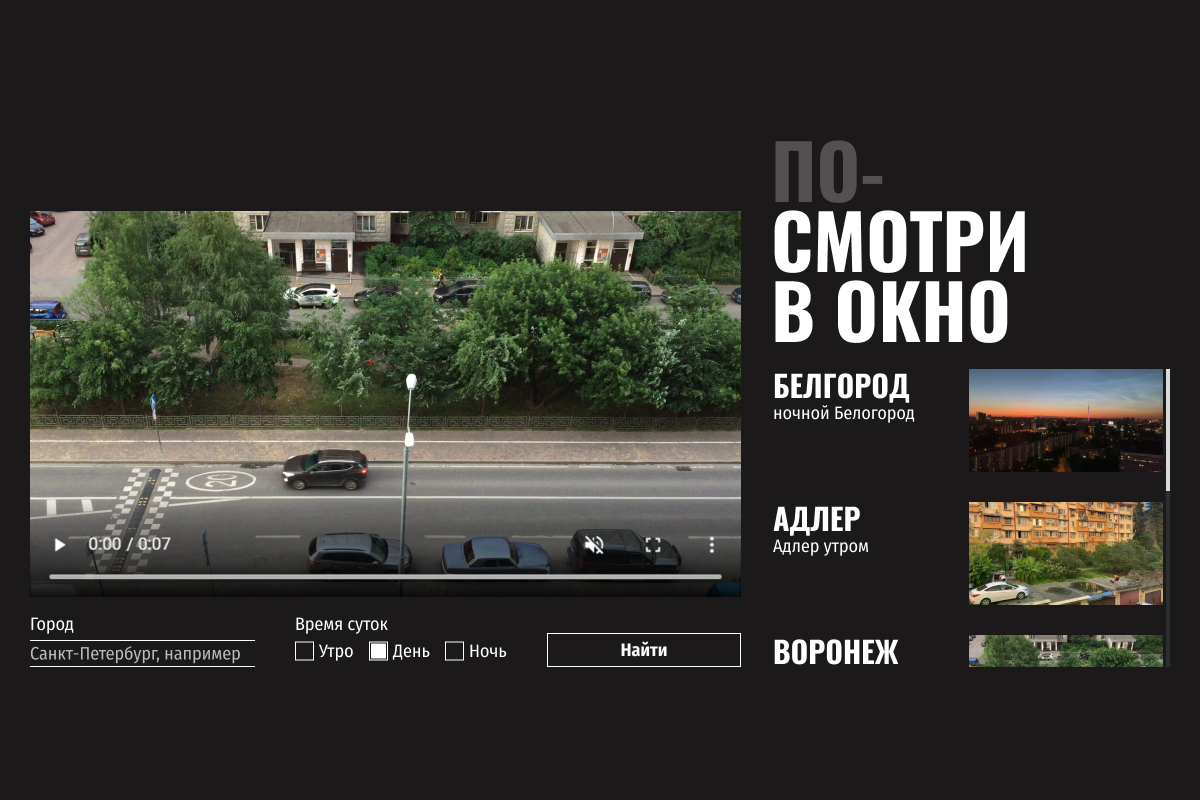 ПО-
СМОТРИ
В ОКНО
0:00 / 0:07
20
Город
Санкт-Петербург, например
Время суток
Утро
День
Ночь
Найти
БЕЛГОРОД
ночной Белогород
АДЛЕР
Адлер утром
ВОРОНЕЖ